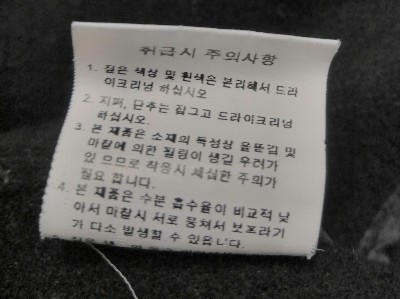 취급시 주의사항
1. 짙은 색상 및 흰색은 분리해서 드라
이크리닝 하십시오
2. 지퍼, 단추는 잠그고 드라이크리닝
하십시오.
3. 본 제품은 소재의 특성상 올뜯김 및
마찰에 의한 필링이 생길 우려가
있 으므로 착용시 세심한 주의가
필요 합니다.
4. 본 제품은 수분 흡수율이 비교적 낮
아서 마찰시 서로 뭉쳐서 보푸라기
가 다소 발생할 수 있읍니다.